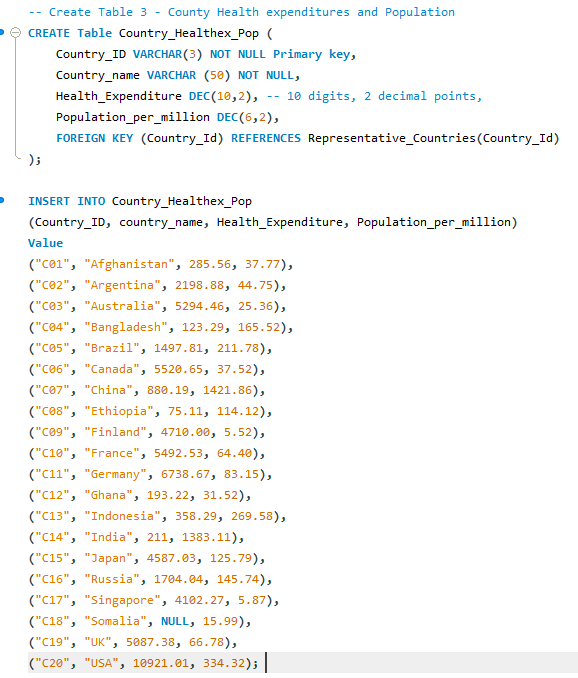 -- Create Table 3 - County Health expenditures and Population
CREATE Table Country_Healthex_Pop (
Country_ID VARCHAR(3) NOT NULL Primary key,
Country_name VARCHAR (50) NOT NULL,
Health_Expenditure DEC(10,2), -- 10 digits, 2 decimal points,
Population_per_million DEC(6,2),
FOREIGN KEY (Country_Id) REFERENCES Representative_Countries(Country_Id)
);
INSERT INTO Country_Healthex_Pop
(Country_ID, country_name, Health_Expenditure, Population_per_million)
Value
("C01", "Afghanistan", 285.56, 37.77),
("C02", "Argentina", 2198.88, 44.75),
("C03", "Australia", 5294.46, 25.36),
("C04", "Bangladesh", 123.29, 165.52),
("C05", "Brazil", 1497.81, 211.78),
("C06", "Canada", 5520.65, 37.52),
("C07", "China", 880.19, 1421.86),
("C08", "Ethiopia", 75.11, 114.12),
("C09", "Finland", 4710.00, 5.52),
("C10", "France", 5492.53, 64.40),
("C11", "Germany", 6738.67, 83.15),
("C12", "Ghana", 193.22, 31.52),
("C13", "Indonesia", 358.29, 269.58),
("C14", "India", 211, 1383.11),
("C15", "Japan", 4587.03, 125.79),
("C16", "Russia", 1704.04, 145.74),
("C17", "Singapore", 4102.27, 5.87),
("C18", "Somalia", NULL, 15.99),
("C19", "UK", 5087.38, 66.78),
("C20", "USA", 10921.01, 334.32);